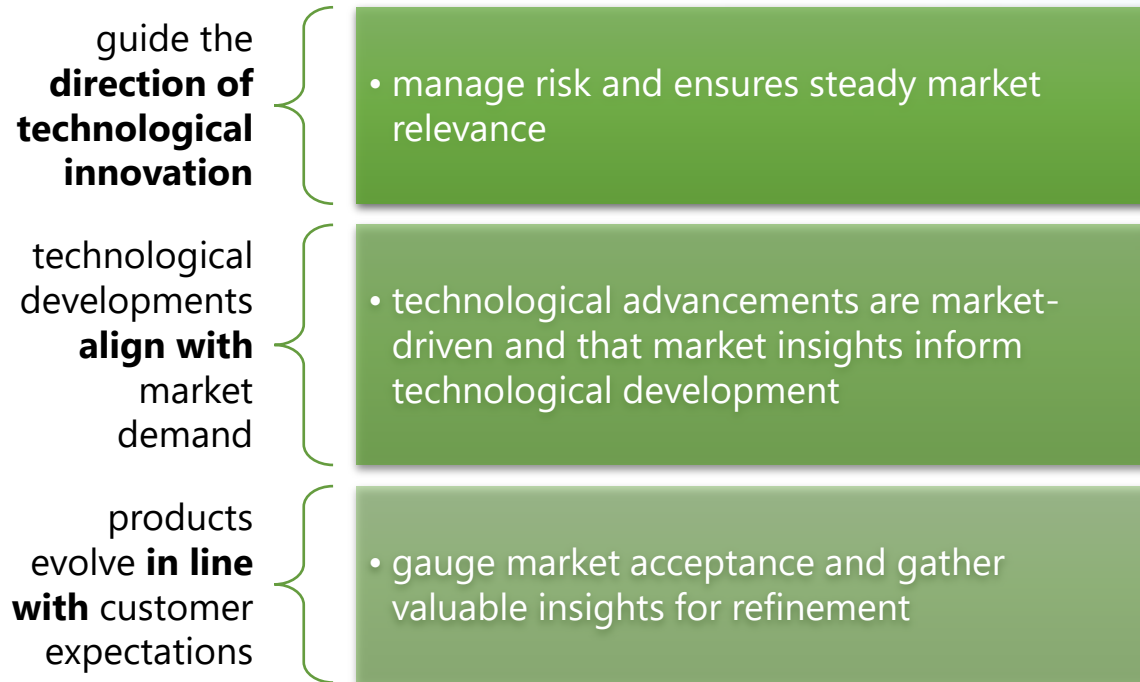 guide the
direction of
technological
innovation
• manage risk and ensures steady market
relevance
technological
developments
align with
market
demand
• technological advancements are market-
driven and that market insights inform
technological development
products
evolve in line
with customer
expectations
• gauge market acceptance and gather
valuable insights for refinement